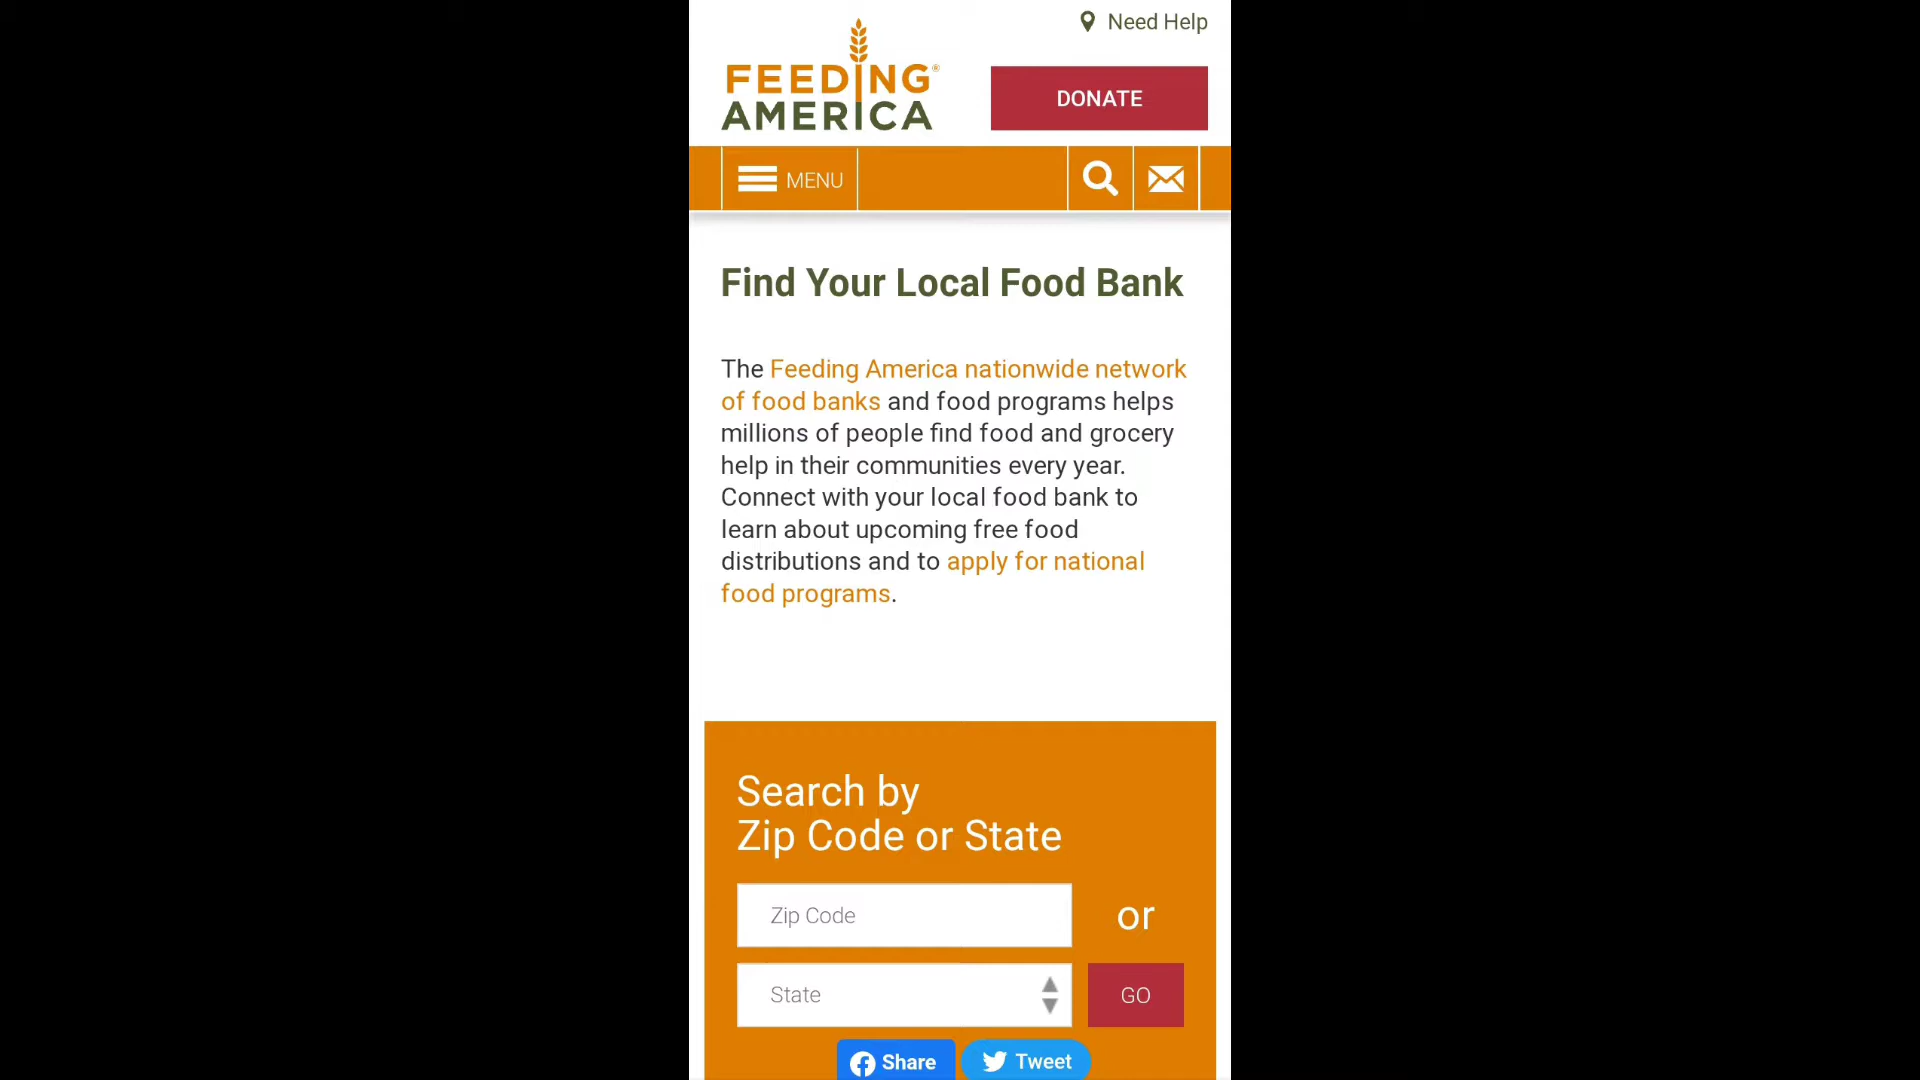 Need Help
FEEDING®
AMERICA
DONATE
MENU
Find Your Local Food Bank
The Feeding America nationwide network
of food banks and food programs helps
millions of people find food and grocery
help in their communities every year.
Connect with your local food bank to
learn about upcoming free food
distributions and to apply for national
food programs.
Search by
Zip Code or State
Zip Code
or
State
GO
Share
Tweet